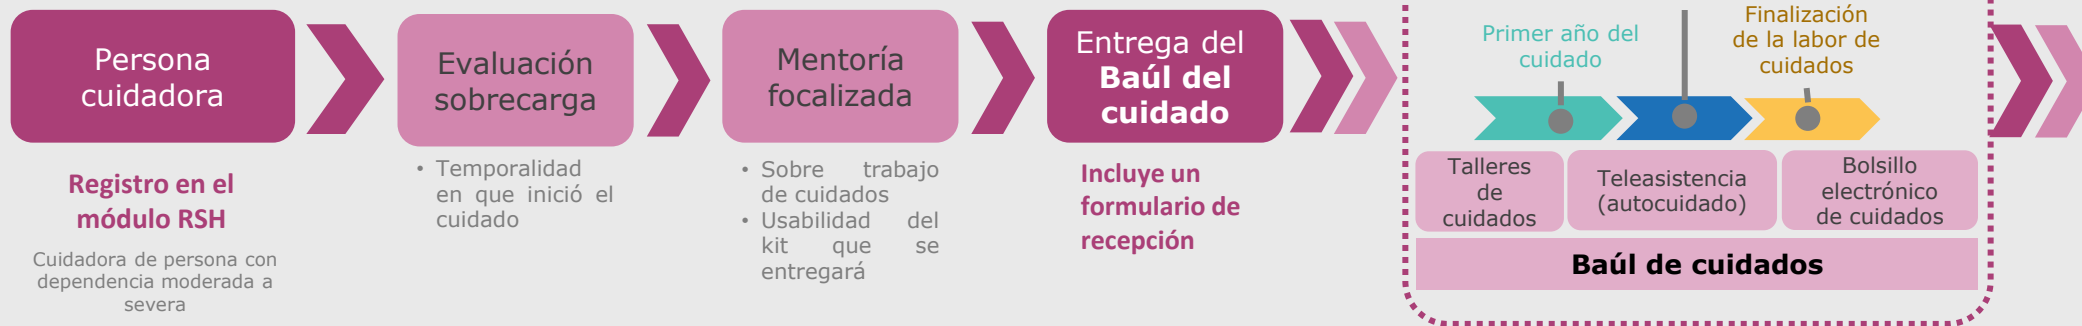 Persona
cuidadora
Registro en el
módulo RSH
Cuidadora de persona con
dependencia moderada a
severa
Evaluación
sobrecarga
• Temporalidad
en que inició el
cuidado
Mentoría
focalizada
• Sobre trabajo
de cuidados
• Usabilidad del
kit que se
entregará
Entrega del
Baúl del
cuidado
Incluye un
formulario de
recepción
Primer año del
cuidado
Finalización
de la labor de
cuidados
Talleres
de
cuidados
Teleasistencia
(autocuidado)
Bolsillo
electrónico
de cuidados
Baúl de cuidados